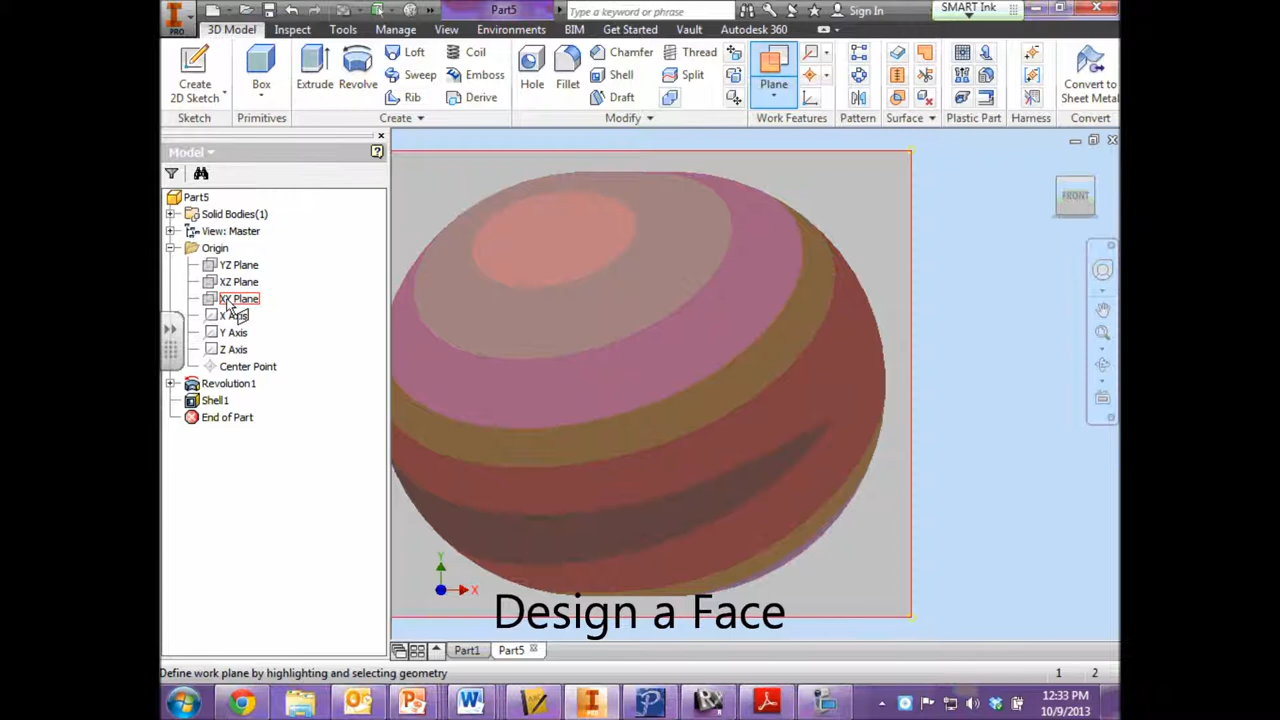 Part5
Type a keyword or phrase
Sign In
SMART Ink
PRO
3D Model
Inspect
Tools
Manage
View
Environments
BIM
Get Started
Vault
Autodesk 360
Create
2D Sketch
Box
Extrude
Revolve
Loft
Sweep
Rib
Coil
Emboss
Derive
Hole
Fillet
Chamfer
Shell
Draft
Thread
Split
Plane
Convert to
Sheet Metal
Sketch
Primitives
Create
Modify
Work Features
Pattern
Surface
Plastic Part
Harness
Convert
Model
Part5
Solid Bodies(1)
View: Master
Origin
YZ Plane
XZ Plane
XY Plane
X Axis
Y Axis
Z Axis
Center Point
Revolution1
Shell1
End of Part
FRONT
Y
X
Design a Face
Part1
Part5
Define work plane by highlighting and selecting geometry
1
2
12:33 PM
10/9/2013